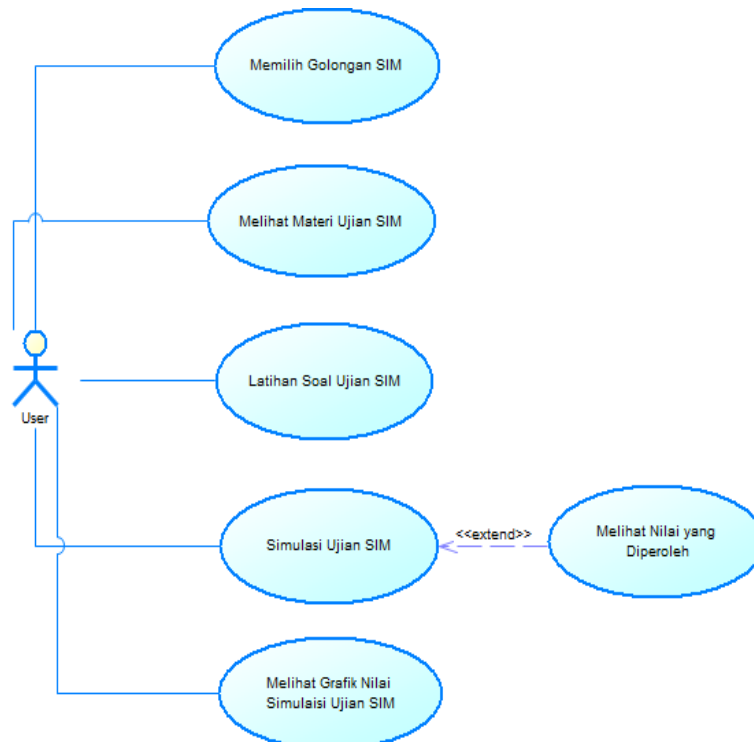 Memilih Golongan SIM
Melihat Materi Ujian SIM
Latihan Soal Ujian SIM
User
Simulasi Ujian SIM
<<extend>>
Melihat Nilai yang
Diperoleh
Melihat Grafik Nilai
Simulaisi Ujian SIM